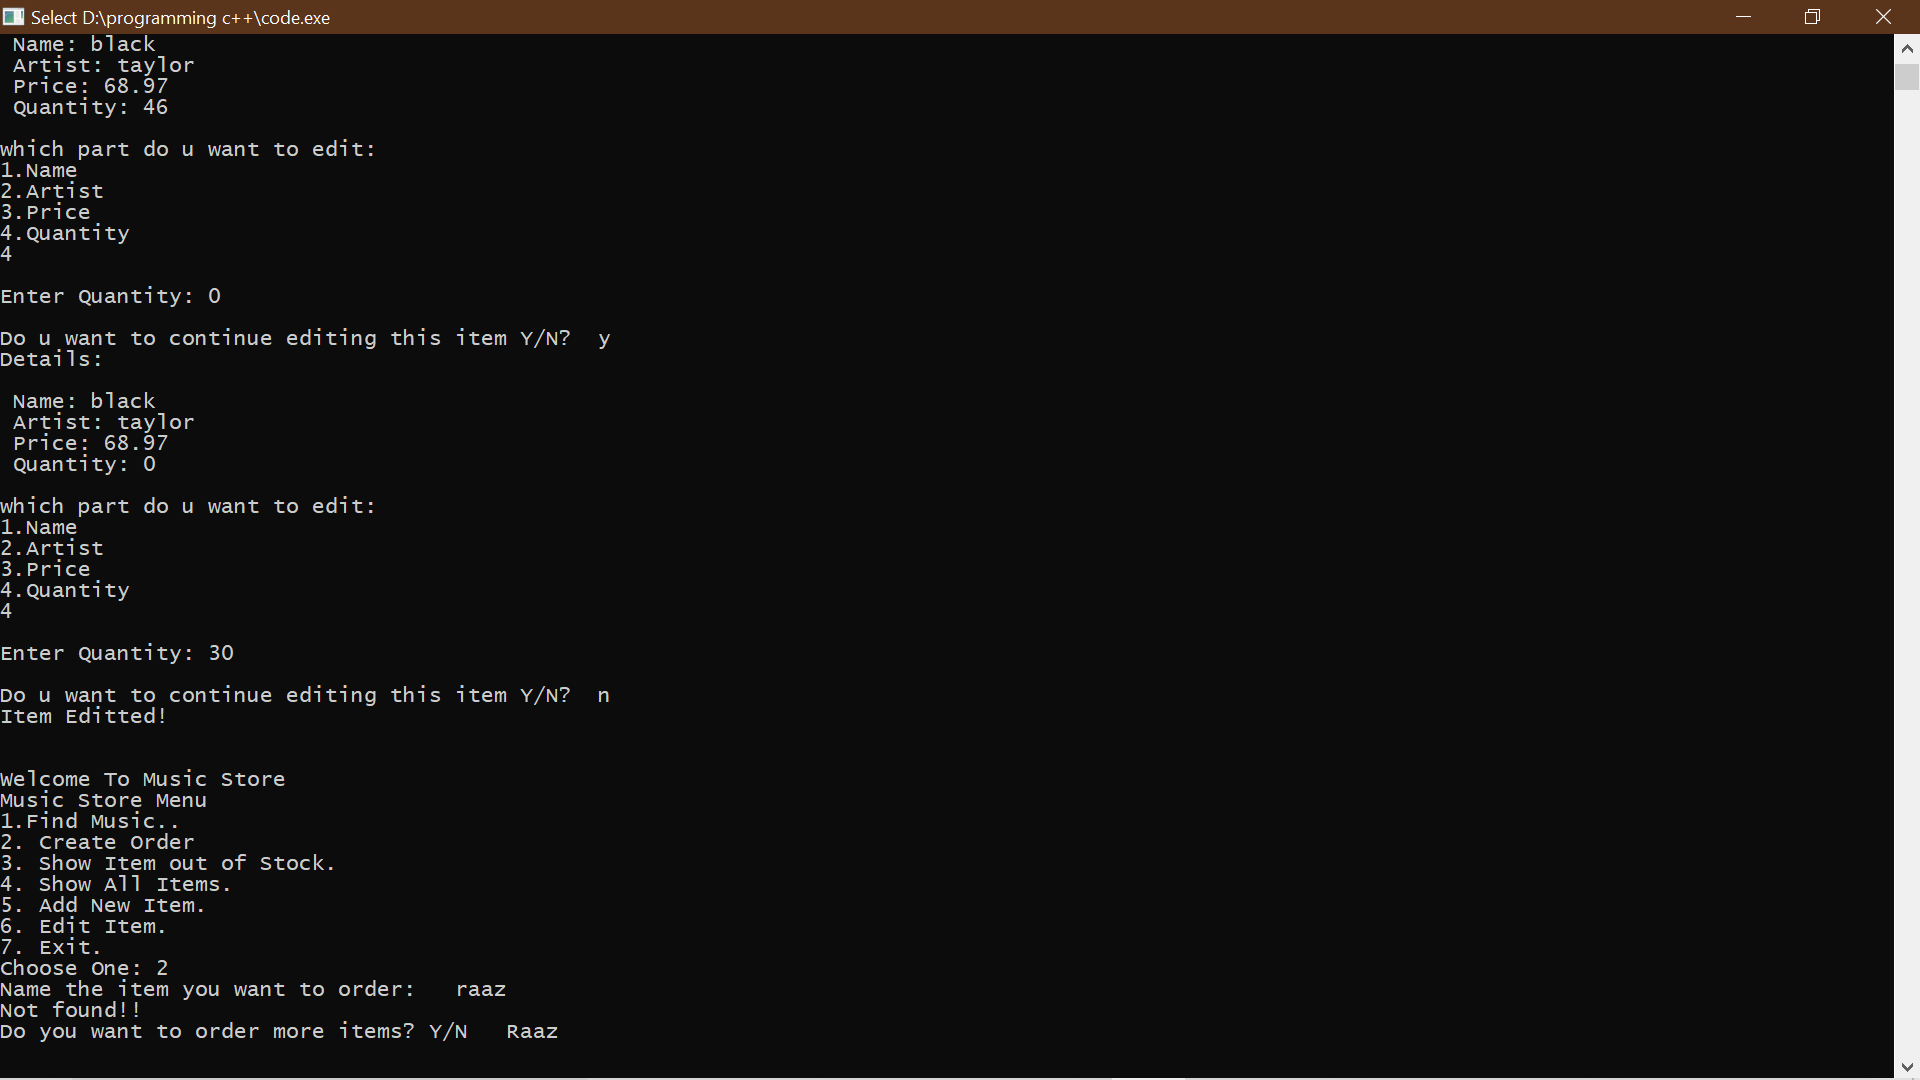 Select D:\programming c++\code.exe
Name: black
Artist: taylor
Price: 68.97
Quantity: 46
which part do u want to edit:
1.Name
2.Artist
3.Price
4.Quantity
4
Enter Quantity: 0
Do u want to continue editing this item Y/N?  y
Details:
Name: black
Artist: taylor
Price: 68.97
Quantity: 0
which part do u want to edit:
1.Name
2.Artist
3.Price
4.Quantity
4
Enter Quantity: 30
Do u want to continue editing this item Y/N?  n
Item Editted!
Welcome To Music Store
Music Store Menu
1.Find Music..
2. Create Order
3. Show Item out of Stock.
4. Show All Items.
5. Add New Item.
6. Edit Item.
7. Exit.
Choose One: 2
Name the item you want to order:   raaz
Not found!!
Do you want to order more items? Y/N   Raaz